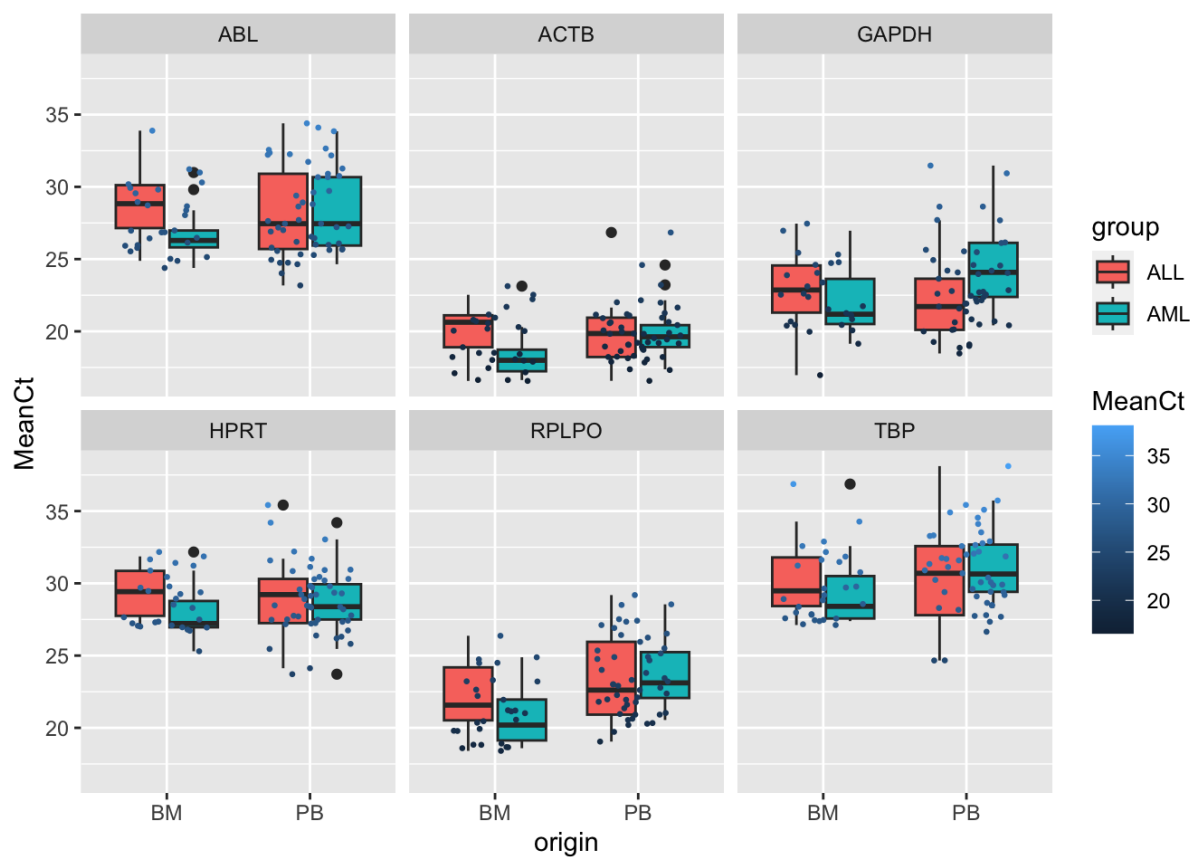 ABL ACTB GAPDH
35
30
25
20
HPRT RPLPO TBP
35
30
25
20
MeanCt
BM PB BM PB BM PB
origin
group
ALL
AML
MeanCt
35
30
25
20